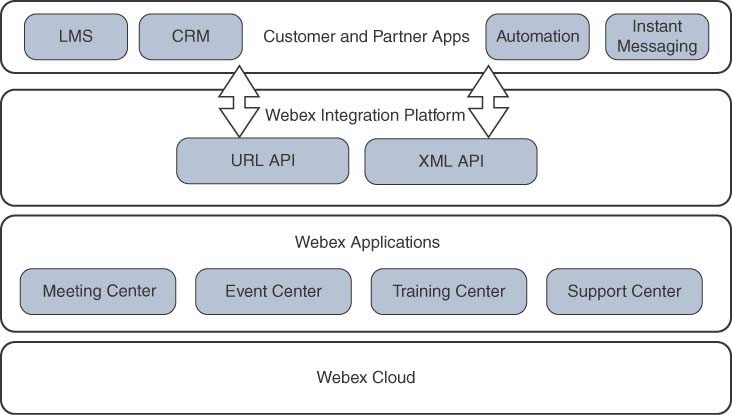 LMS
CRM
Customer and Partner Apps
Automation
Instant
Messaging
Webex Integration Platform
URL API
XML API
Webex Applications
Meeting Center
Event Center
Training Center
Support Center
Webex Cloud